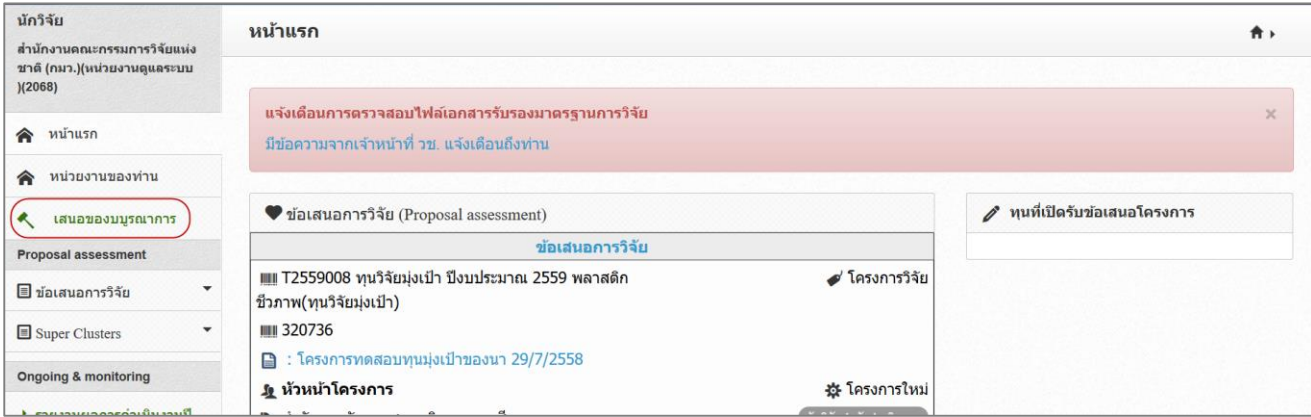 นักวิจัย
สำนักงานคณะกรรมการวิจัยแห่ง
ชาติ (กมว.)(หน่วยงานดูแลระบบ
)(2068)
หน้าแรก
หน่วยงานของท่าน
เสนอของบบูรณาการ
Proposal assessment
ข้อเสนอการวิจัย
Super Clusters
Ongoing & monitoring
หน้าแรก
แจ้งเตือนการตรวจสอบไฟล์เอกสารรับรองมาตรฐานการวิจัย
×
มีข้อความจากเจ้าหน้าที่ วช. แจ้งเตือนถึงท่าน
ข้อเสนอการวิจัย (Proposal assessment)
ข้อเสนอการวิจัย
T2559008 ทุนวิจัยมุ่งเป้า ปีงบประมาณ 2559 พลาสติก
ชีวภาพ(ทุนวิจัยมุ่งเป้า)
โครงการวิจัย
320736
: โครงการทดสอบทุนมุ่งเป้าของนา 29/7/2558
หัวหน้าโครงการ
โครงการใหม่
ทุนที่เปิดรับข้อเสนอโครงการ